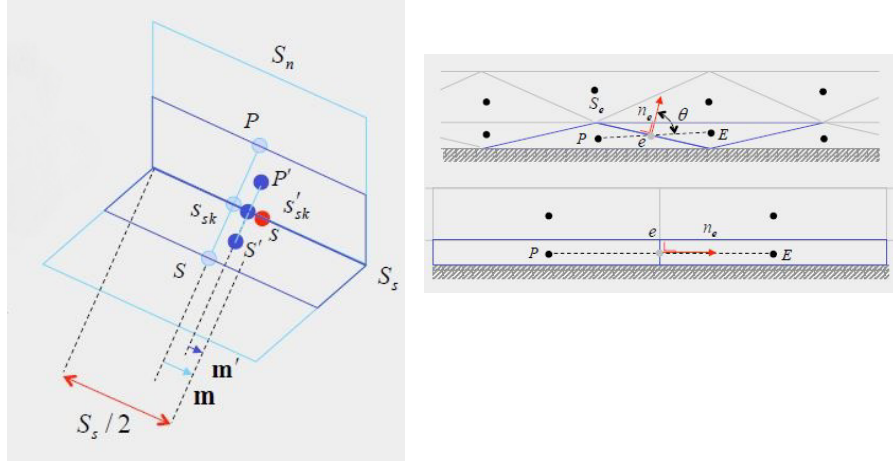 S_n
P
P'
s_sk
s'_sk
s
S'
S
S_s
m'
m
S_s / 2
S_e
n_e
θ
P
e
E
e
n_e
P
E